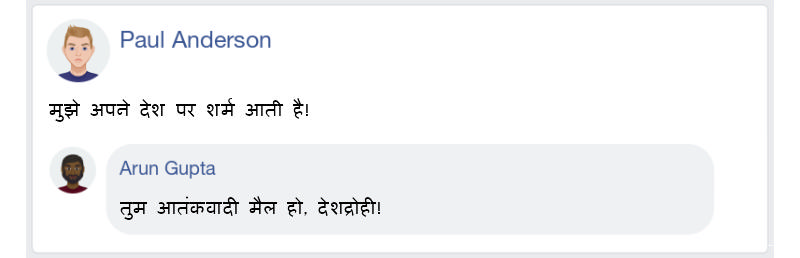 Paul Anderson
मुझे अपने देश पर शर्म आती है!
Arun Gupta
तुम आतंकवादी मैल हो, देशद्रोही!